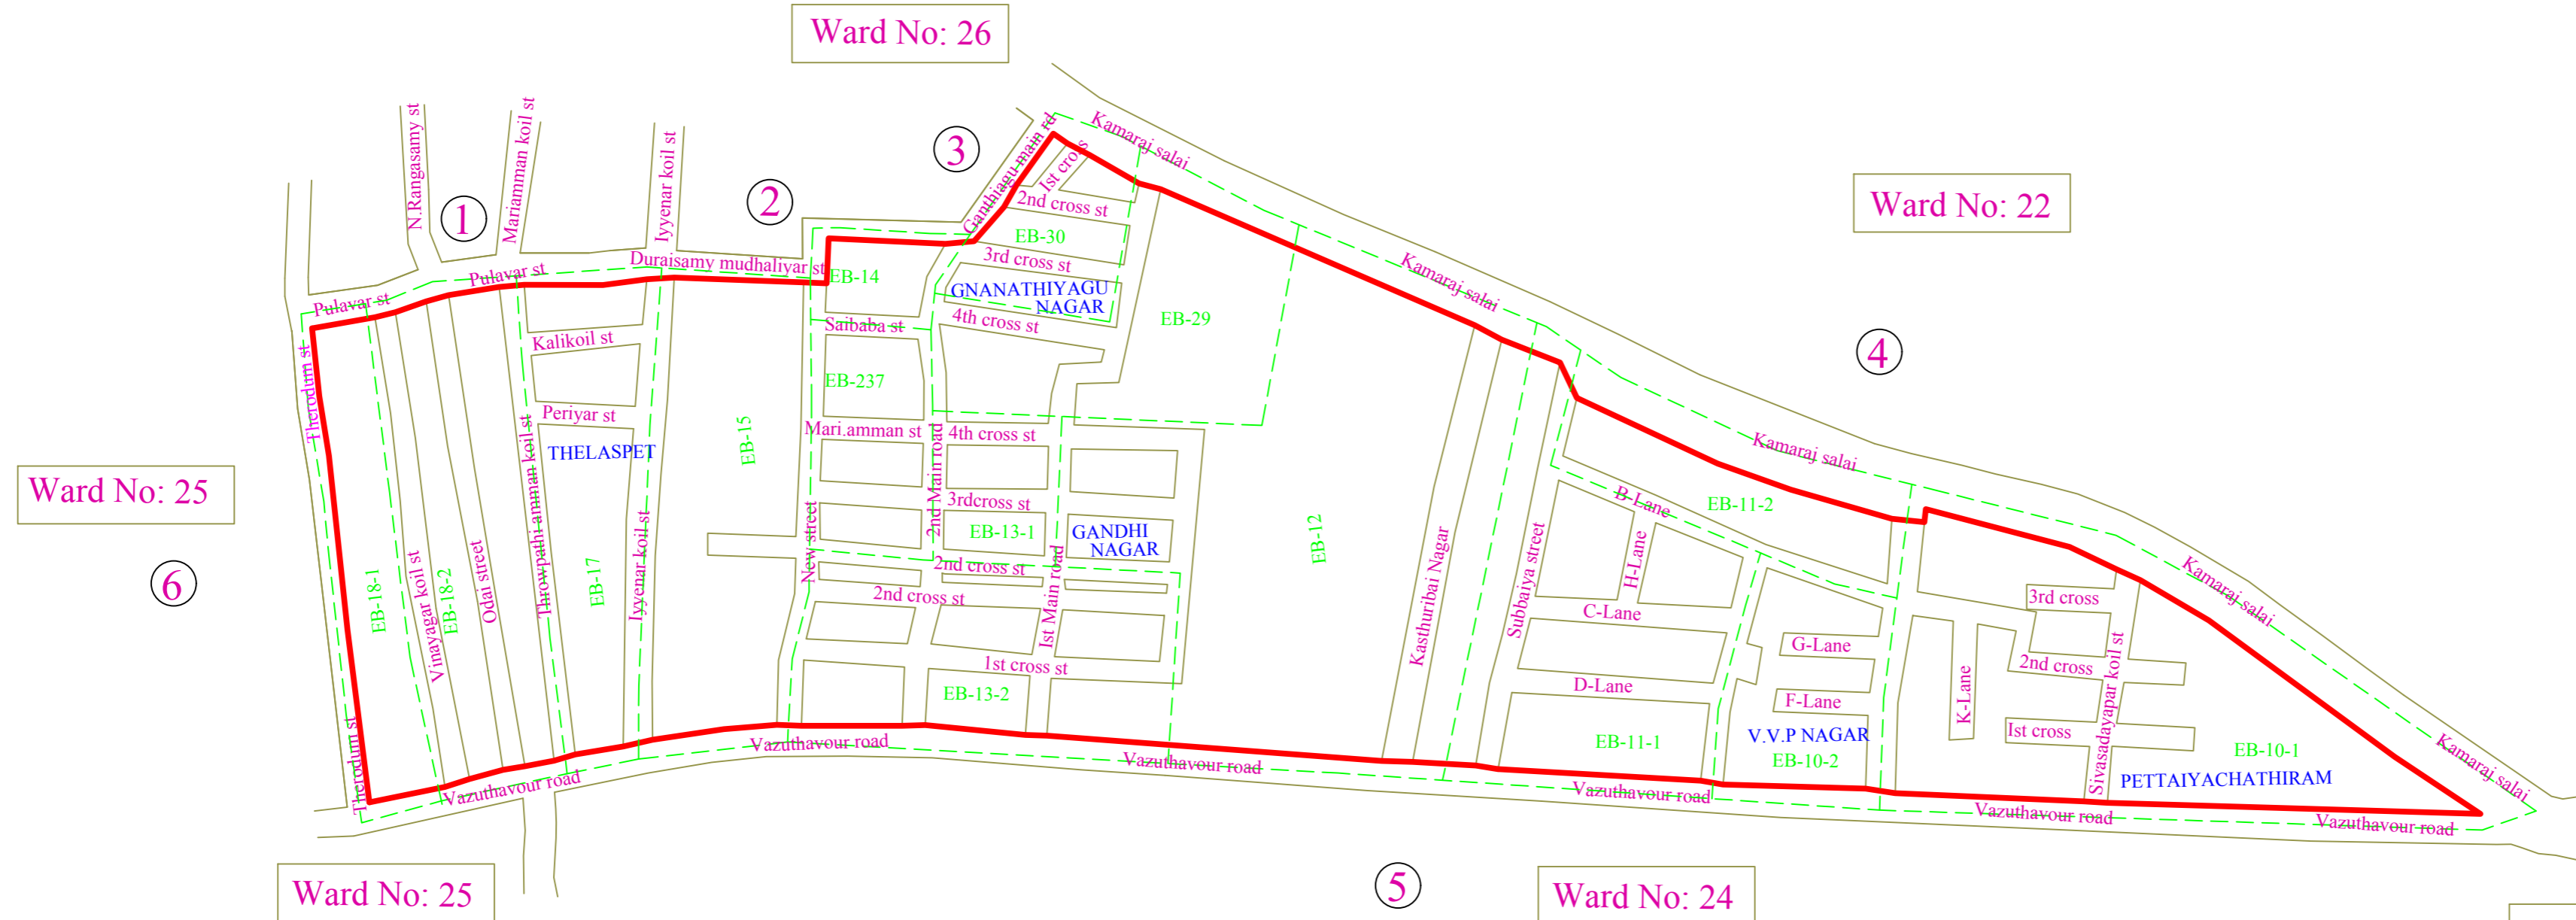 Ward No: 26
N.Rangasamy st
Mariamman koil st
Iyyenar koil st
1
2
3
Ganthiagu main rd
Kamaraj salai
1st cross
2nd cross st
EB-30
3rd cross st
GNANATHIYAGU
NAGAR
4th cross st
Ward No: 22
Kamaraj salai
4
Pulavar st
Pulavar st
Duraisamy mudhaliyar st
EB-14
Saibaba st
EB-237
EB-29
Therodum st
Kalikoil st
Periyar st
THELASPET
EB-15
Mari.amman st
4th cross st
2nd Main road
3rdcross st
EB-13-1
GANDHI
NAGAR
EB-12
Kamaraj salai
B-Lane
EB-11-2
Ward No: 25
6
EB-18-1
Vinayagar koil st
EB-18-2
Odai street
Throwpathi amman koil st
EB-17
Iyyenar koil st
New street
2nd cross st
2nd cross st
Ist Main road
1st cross st
EB-13-2
Kasthuribai Nagar
Subbaiya street
H-Lane
C-Lane
D-Lane
EB-11-1
G-Lane
F-Lane
V.V.P NAGAR
EB-10-2
K-Lane
3rd cross
2nd cross
Ist cross
Sivasadayapar koil st
Kamaraj salai
EB-10-1
PETTAIYACHATHIRAM
Kamaraj salai
Therodum st
Vazuthavour road
Vazuthavour road
Vazuthavour road
Vazuthavour road
Vazuthavour road
Vazuthavour road
Ward No: 25
5
Ward No: 24